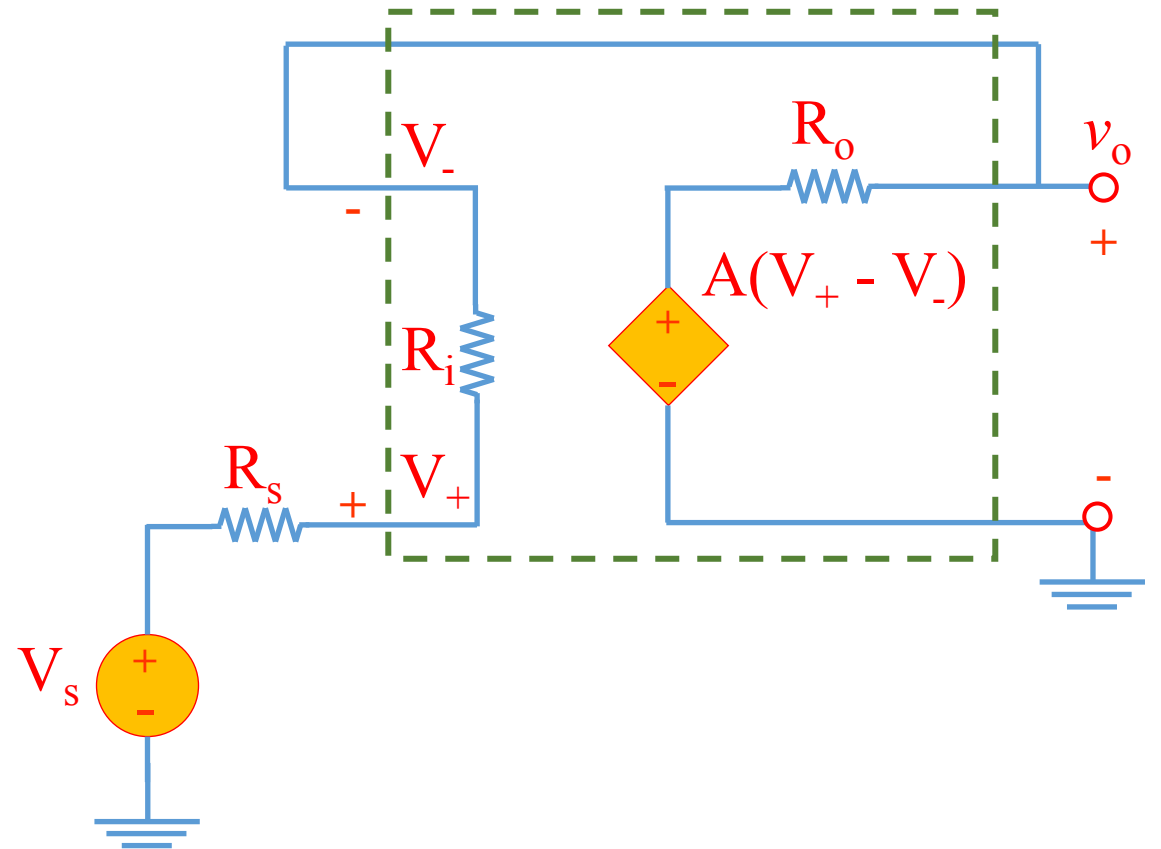 V-
-
Ro
vo
+
A(V+ - V-)
+
-
Ri
V+
Rs
+
-
Vs
+
-